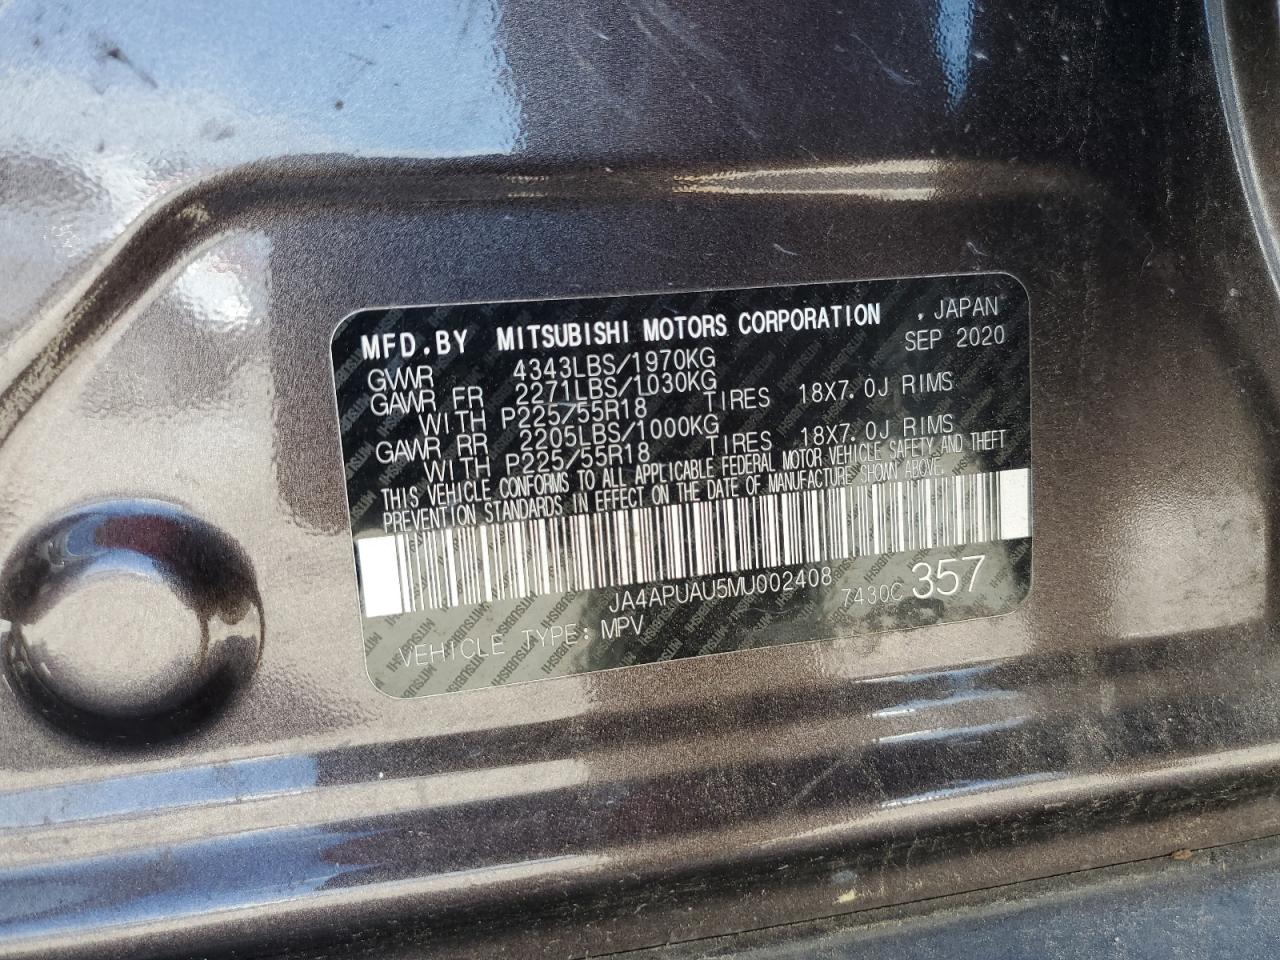 MFD.BY MITSUBISHI MOTORS CORPORATION , JAPAN
GVWR 4343LBS/1970KG SEP 2020
GAWR FR 2271LBS/1030KG
WITH P225/55R18 TIRES 18X7.0J RIMS
GAWR RR 2205LBS/1000KG
WITH P225/55R18 TIRES 18X7.0J RIMS
THIS VEHICLE CONFORMS TO ALL APPLICABLE FEDERAL MOTOR VEHICLE SAFETY AND THEFT
PREVENTION STANDARDS IN EFFECT ON THE DATE OF MANUFACTURE SHOWN ABOVE.
JA4APUAU5MU002408 7430C 357
VEHICLE TYPE: MPV